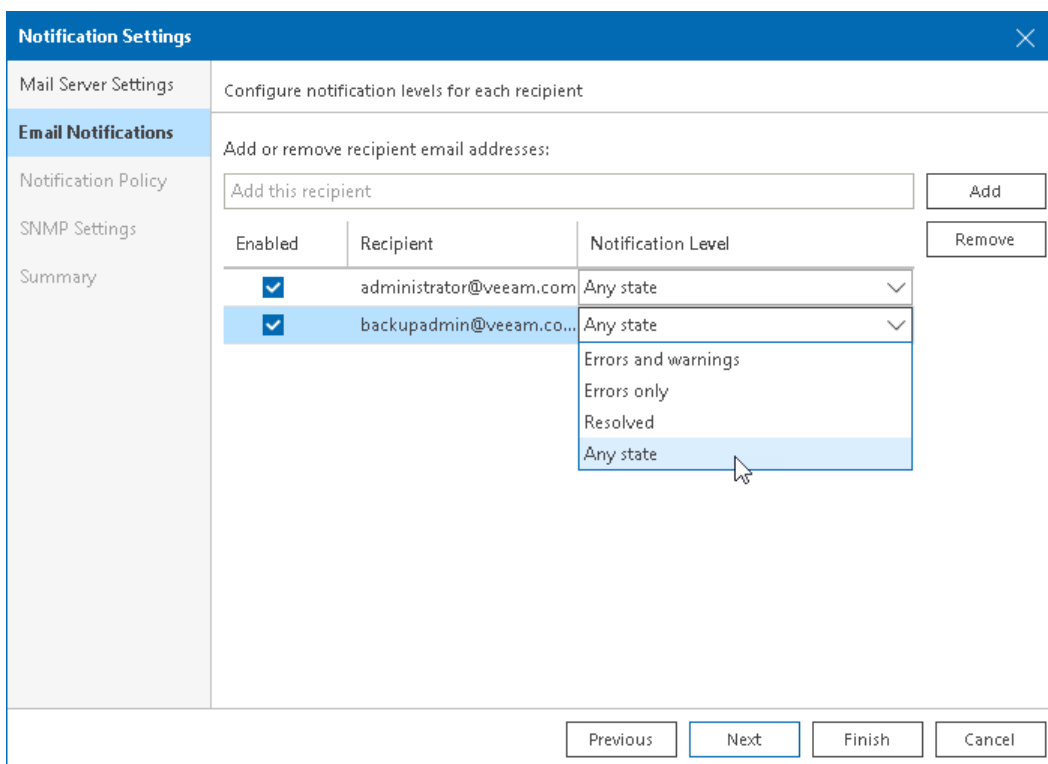 Notification Settings
Mail Server Settings
Email Notifications
Notification Policy
SNMP Settings
Summary
Configure notification levels for each recipient
Add or remove recipient email addresses:
Add this recipient
Add
Enabled Recipient Notification Level
Remove
administrator@veeam.com Any state
backupadmin@veeam.co... Any state
Errors and warnings
Errors only
Resolved
Any state
Previous Next Finish Cancel